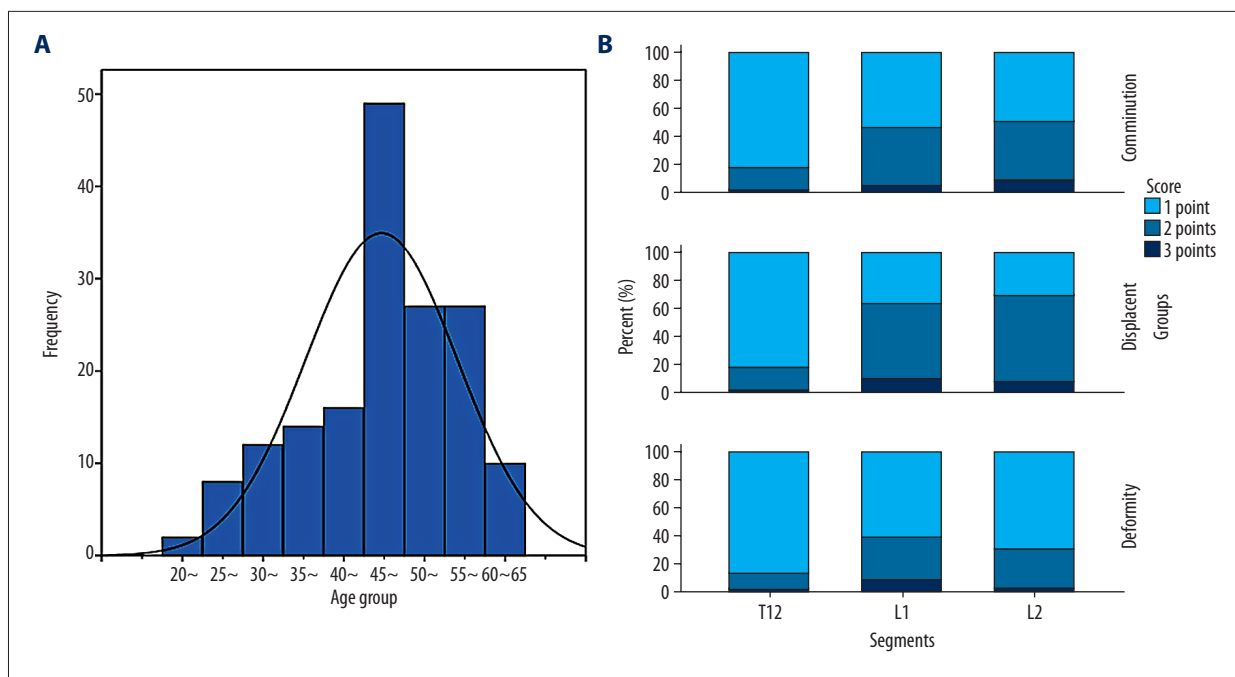 A
50
40
30
20
10
0
Frequency
20~ 25~ 30~ 35~ 40~ 45~ 50~ 55~ 60~65
Age group
B
100
80
60
40
20
0
Comminution
100
80
60
40
20
0
Displacent
Groups
100
80
60
40
20
0
Deformity
Percent (%)
T12 L1 L2
Segments
Score
1 point
2 points
3 points